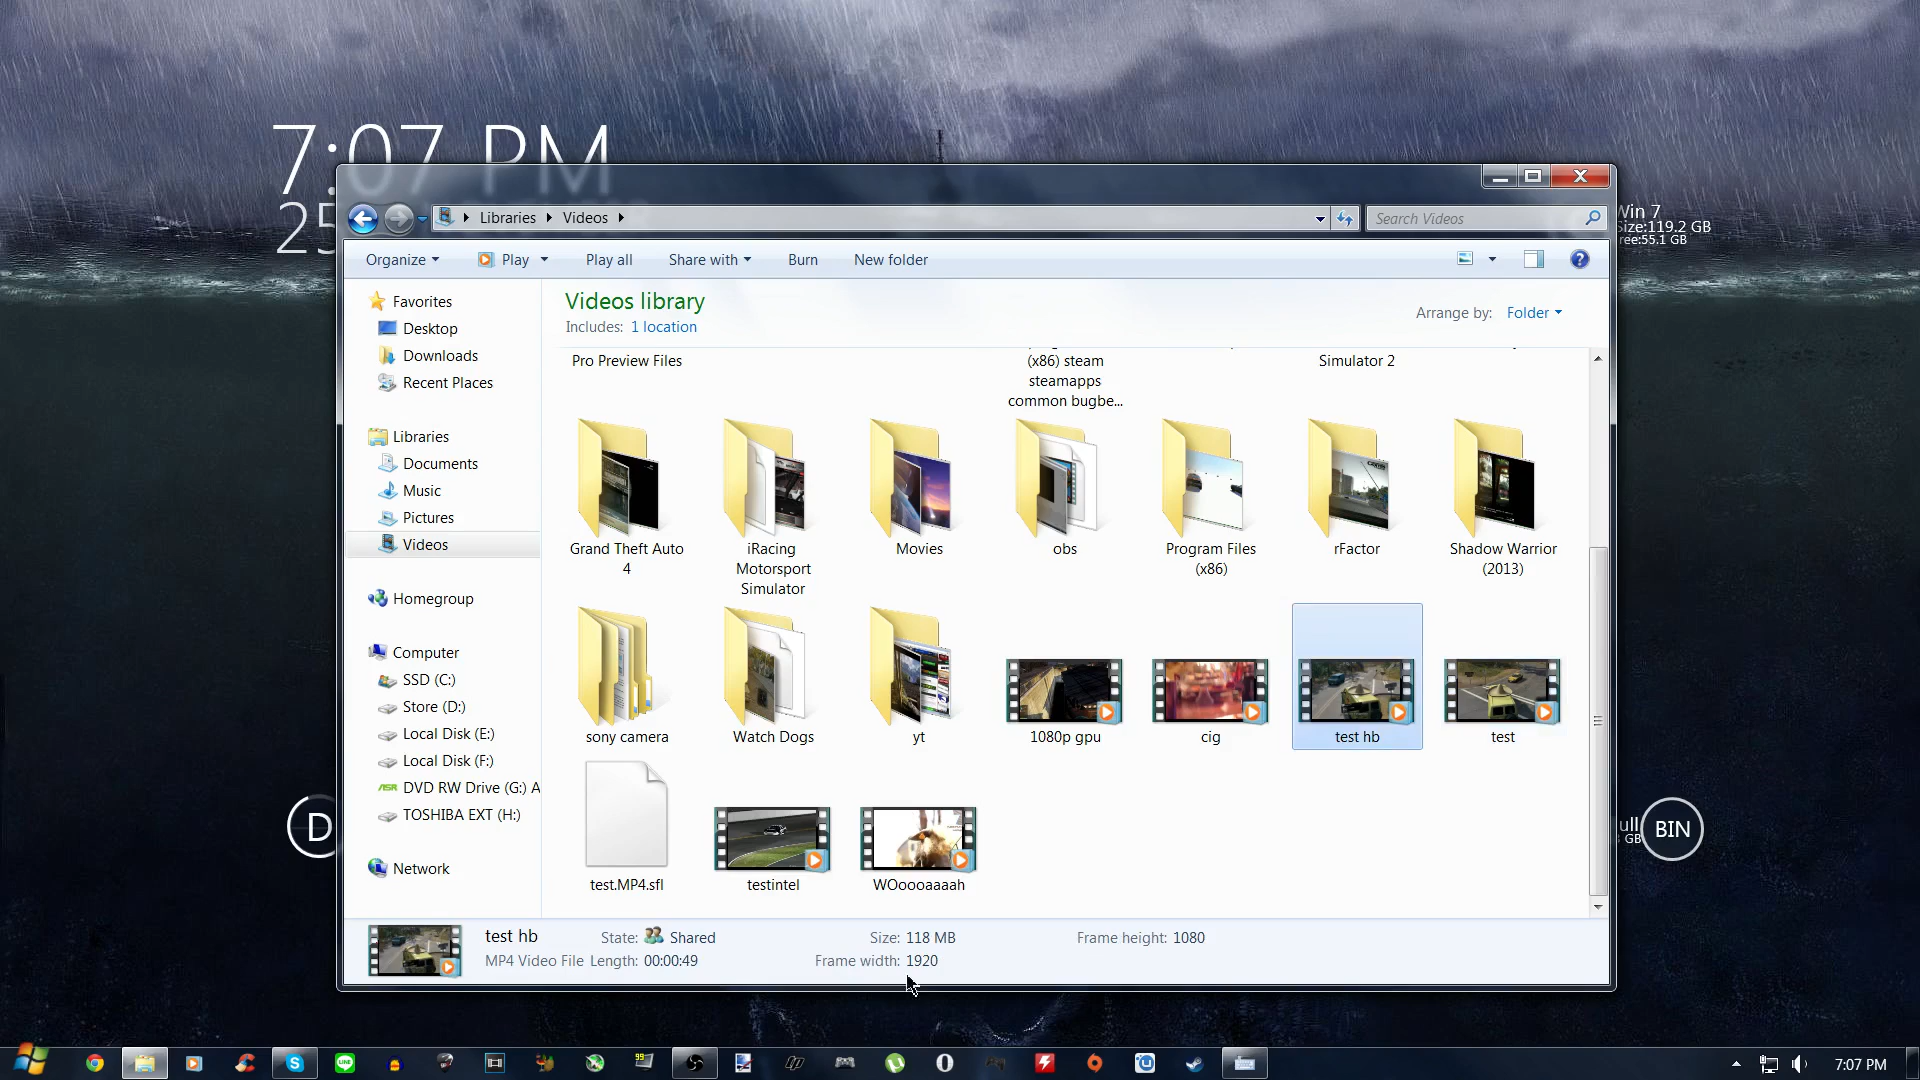 7:07 PM
25
Win 7
Size:119.2 GB
Free:55.1 GB
Libraries
Videos
Search Videos
Organize
Play
Play all
Share with
Burn
New folder
Videos library
Includes: 1 location
Arrange by: Folder
Favorites
Desktop
Downloads
Recent Places
Libraries
Documents
Music
Pictures
Videos
Homegroup
Computer
SSD (C:)
Store (D:)
Local Disk (E:)
Local Disk (F:)
DVD RW Drive (G:) A
TOSHIBA EXT (H:)
Network
Pro Preview Files
(x86) steam
steamapps
common bugbe...
Simulator 2
Grand Theft Auto
4
iRacing
Motorsport
Simulator
Movies
obs
Program Files
(x86)
rFactor
Shadow Warrior
(2013)
sony camera
Watch Dogs
yt
1080p gpu
cig
test hb
test
test.MP4.sfl
testintel
WOoooaaaah
D
ull
GB
BIN
test hb
State: Shared
Size: 118 MB
Frame height: 1080
MP4 Video File
Length: 00:00:49
Frame width: 1920
99
7:07 PM